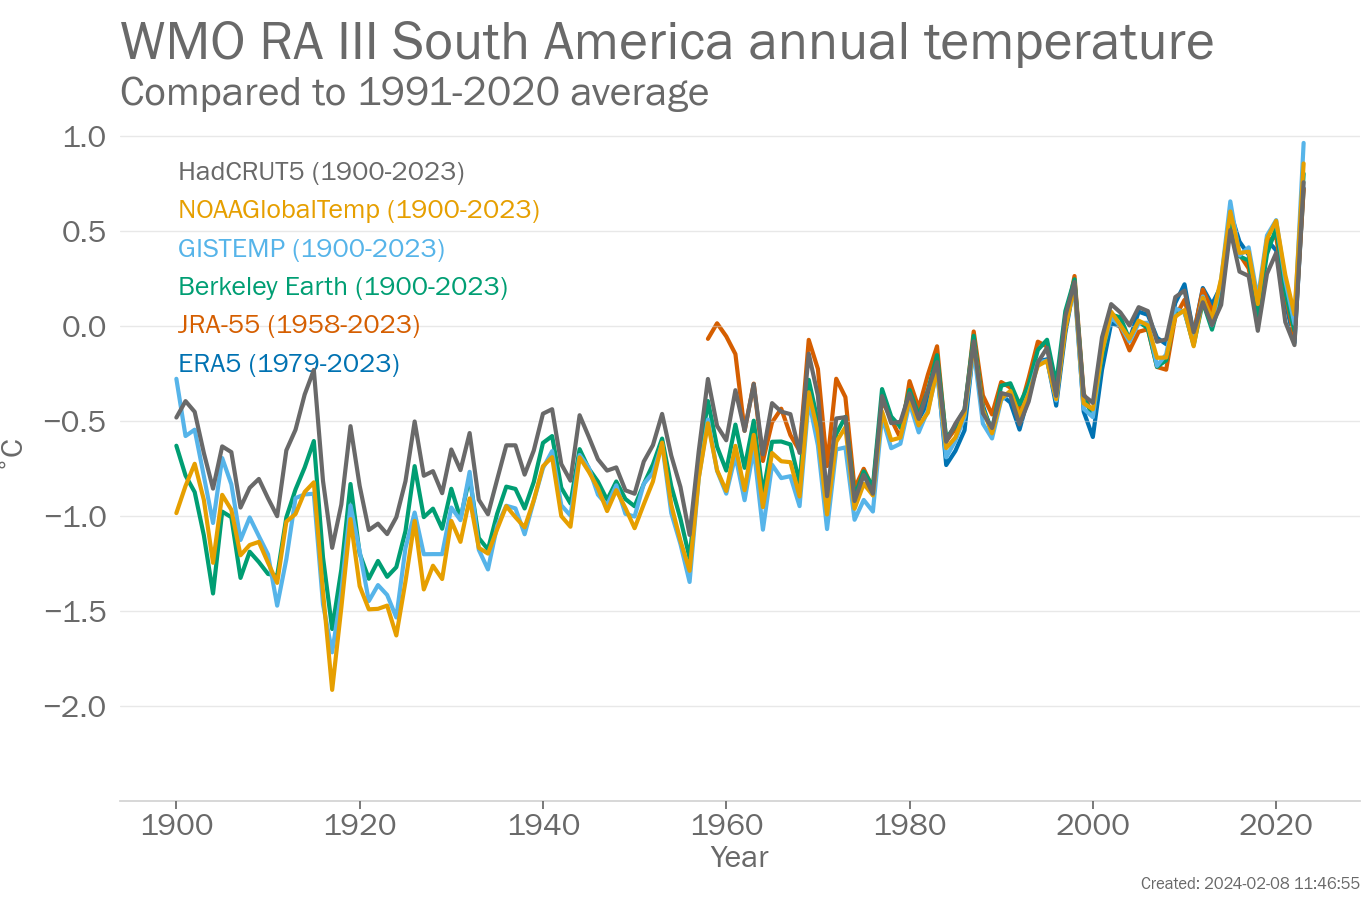 WMO RA III South America annual temperature
Compared to 1991-2020 average
1.0
HadCRUT5 (1900-2023)
NOAAGlobalTemp (1900-2023)
0.5
GISTEMP (1900-2023)
Berkeley Earth (1900-2023)
0.0
JRA-55 (1958-2023)
ERA5 (1979-2023)
−0.5
°C
−1.0
−1.5
−2.0
1900 1920 1940 1960 1980 2000 2020
Year
Created: 2024-02-08 11:46:55